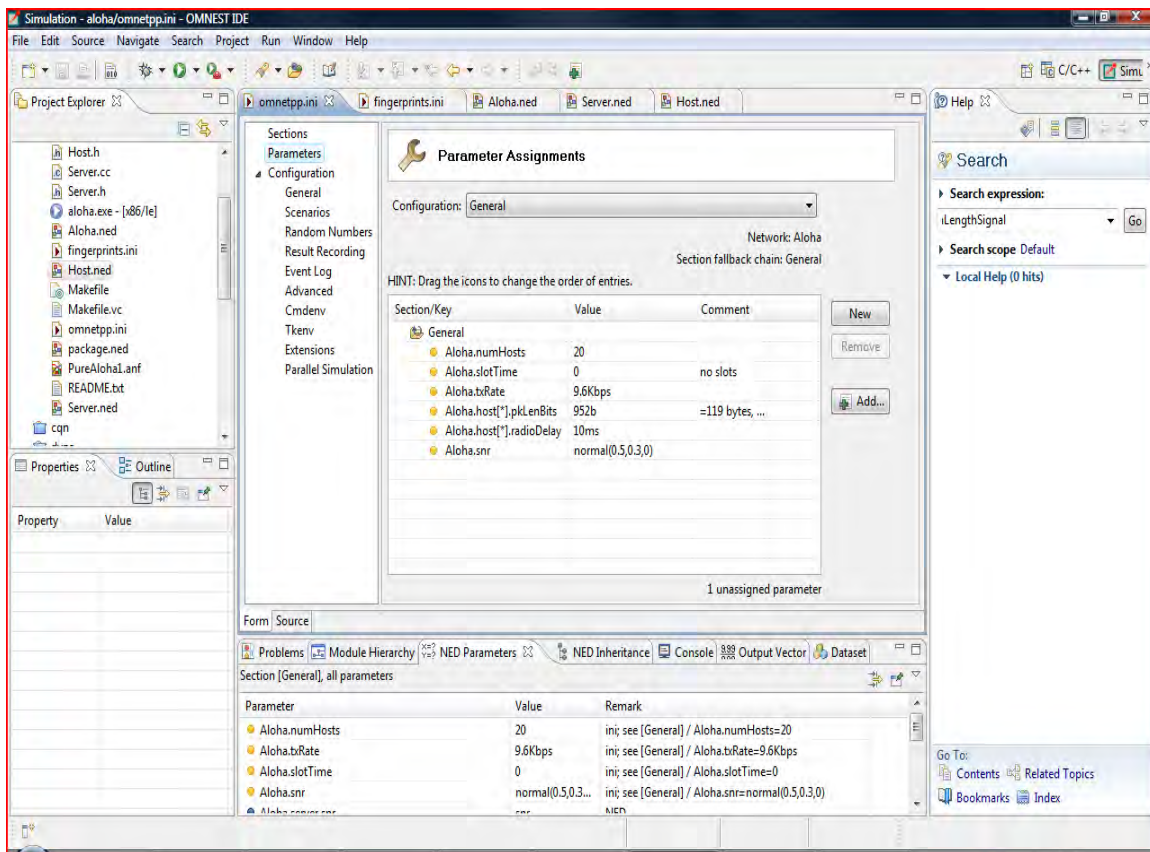 Simulation - aloha/omnetpp.ini - OMNEST IDE
File Edit Source Navigate Search Project Run Window Help
C/C++
Project Explorer
Host.h
Server.cc
Server.h
aloha.exe - [x86/le]
Aloha.ned
fingerprints.ini
Host.ned
Makefile
Makefile.vc
omnetpp.ini
package.ned
PureAloha1.anf
README.txt
Server.ned
cqn
Properties Outline
Property Value
omnetpp.ini fingerprints.ini Aloha.ned Server.ned Host.ned
Sections
Parameters
Configuration
General
Scenarios
Random Numbers
Result Recording
Event Log
Advanced
Cmdenv
Tkenv
Extensions
Parallel Simulation
Parameter Assignments
Configuration: General
Network: Aloha
Section fallback chain: General
HINT: Drag the icons to change the order of entries.
Section/Key Value Comment
General
Aloha.numHosts 20
Aloha.slotTime 0 no slots
Aloha.txRate 9.6Kbps
Aloha.host[*].pkLenBits 952b =119 bytes, ...
Aloha.host[*].radioDelay 10ms
Aloha.snr normal(0.5,0.3,0)
New
Remove
Add...
1 unassigned parameter
Form Source
Problems Module Hierarchy NED Parameters NED Inheritance Console Output Vector Dataset
Section [General], all parameters
Parameter Value Remark
Aloha.numHosts 20 ini; see [General] / Aloha.numHosts=20
Aloha.txRate 9.6Kbps ini; see [General] / Aloha.txRate=9.6Kbps
Aloha.slotTime 0 ini; see [General] / Aloha.slotTime=0
Aloha.snr normal(0.5,0.3... ini; see [General] / Aloha.snr=normal(0.5,0.3,0)
Help
Search
Search expression:
LengthSignal Go
Search scope Default
Local Help (0 hits)
Go To:
Contents Related Topics
Bookmarks Index